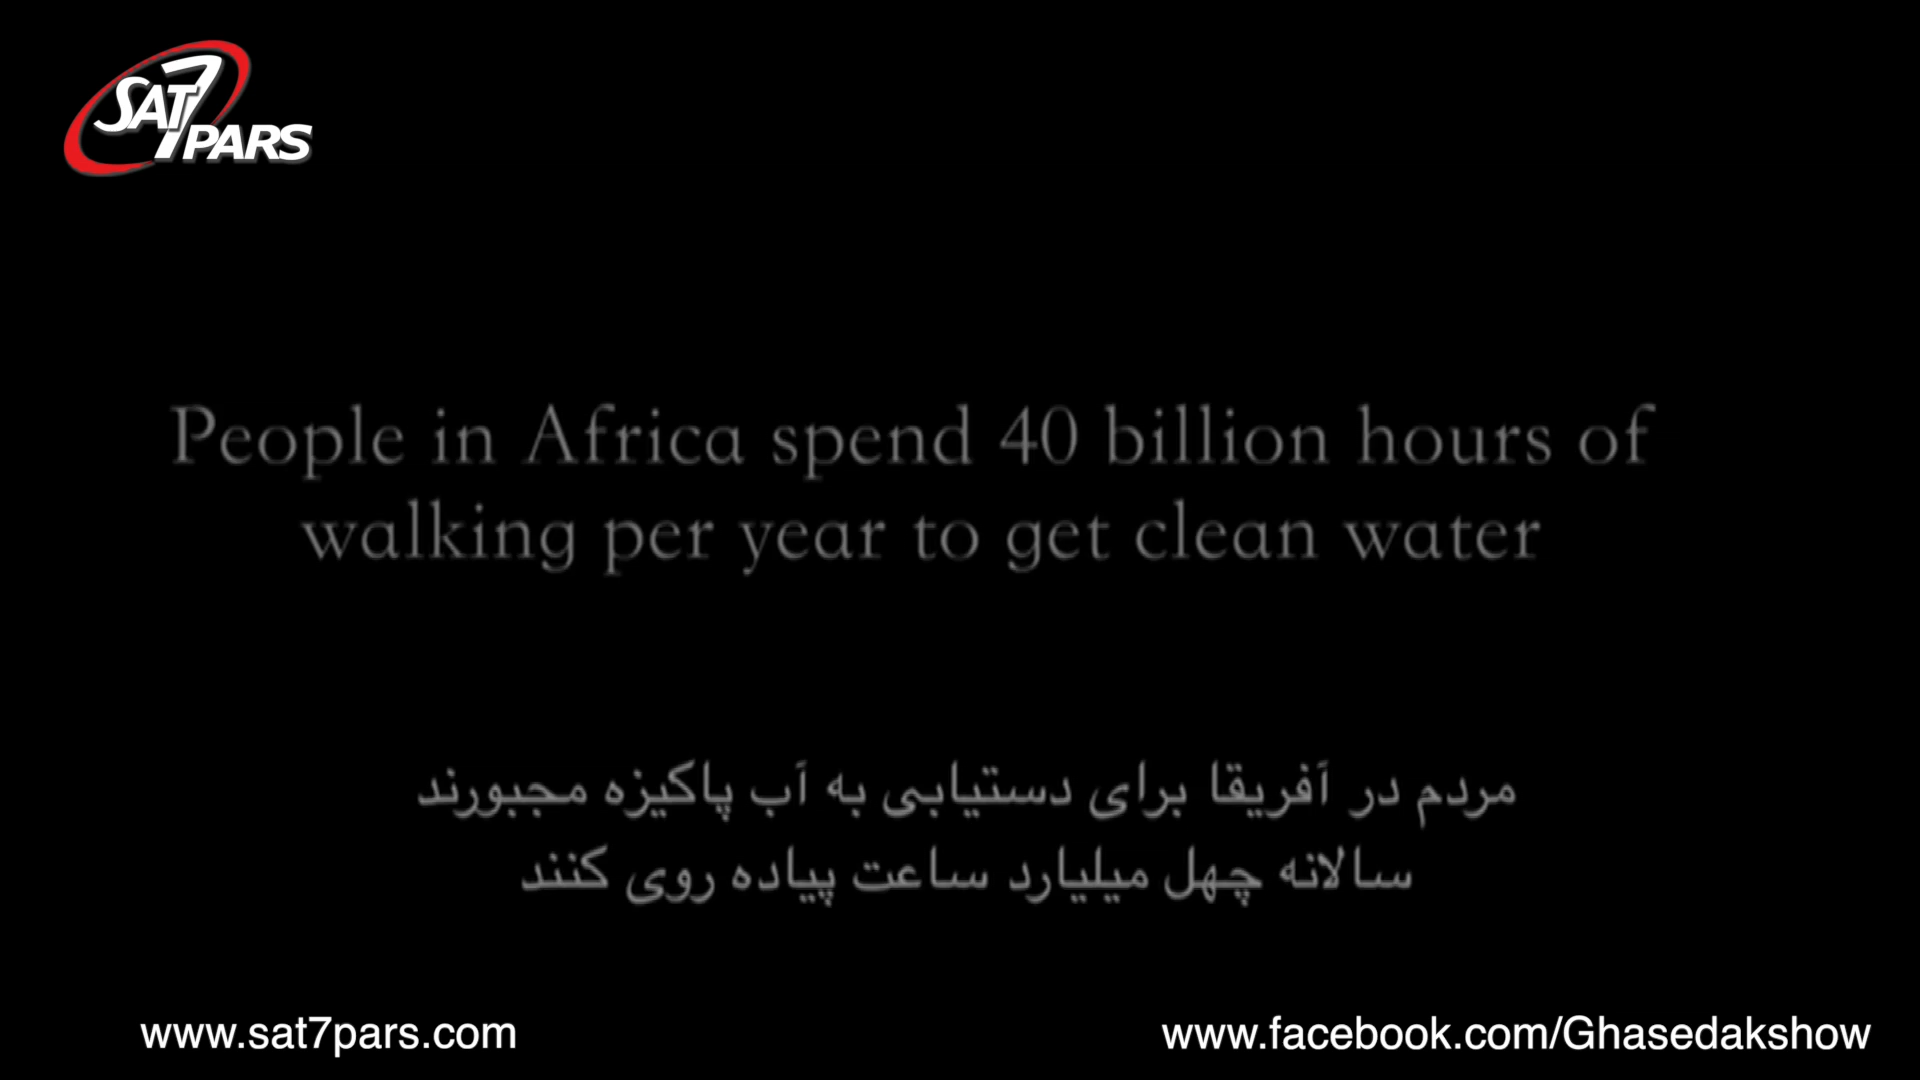 SAT7
PARS
People in Africa spend 40 billion hours of
walking per year to get clean water
مردم در آفریقا برای دستیابی به آب پاکیزه مجبورند
سالانه چهل میلیارد ساعت پیاده روی کنند
www.sat7pars.com
www.facebook.com/Ghasedakshow